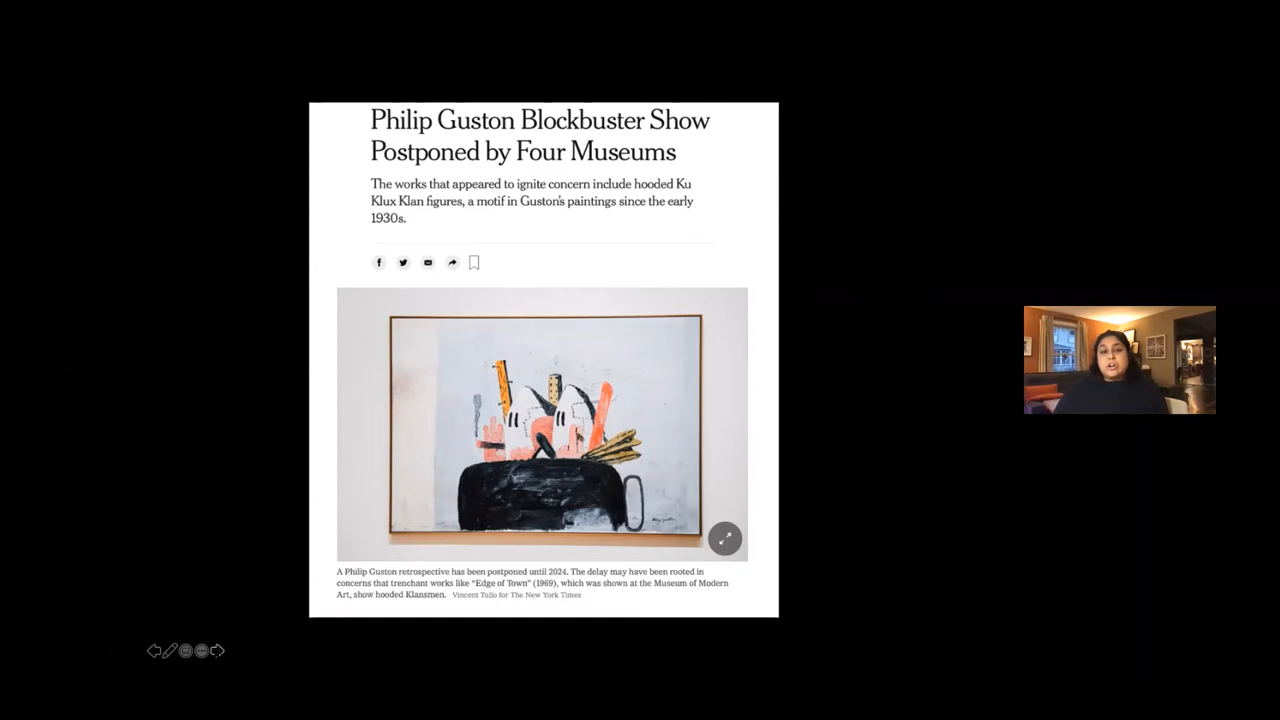 Philip Guston Blockbuster Show
Postponed by Four Museums
The works that appeared to ignite concern include hooded Ku
Klux Klan figures, a motif in Guston's paintings since the early
1930s.
A Philip Guston retrospective has been postponed until 2024. The delay may have been rooted in
concerns that trenchant works like “Edge of Town” (1969), which was shown at the Museum of Modern
Art, show hooded Klansmen. Vincent Tullo for The New York Times